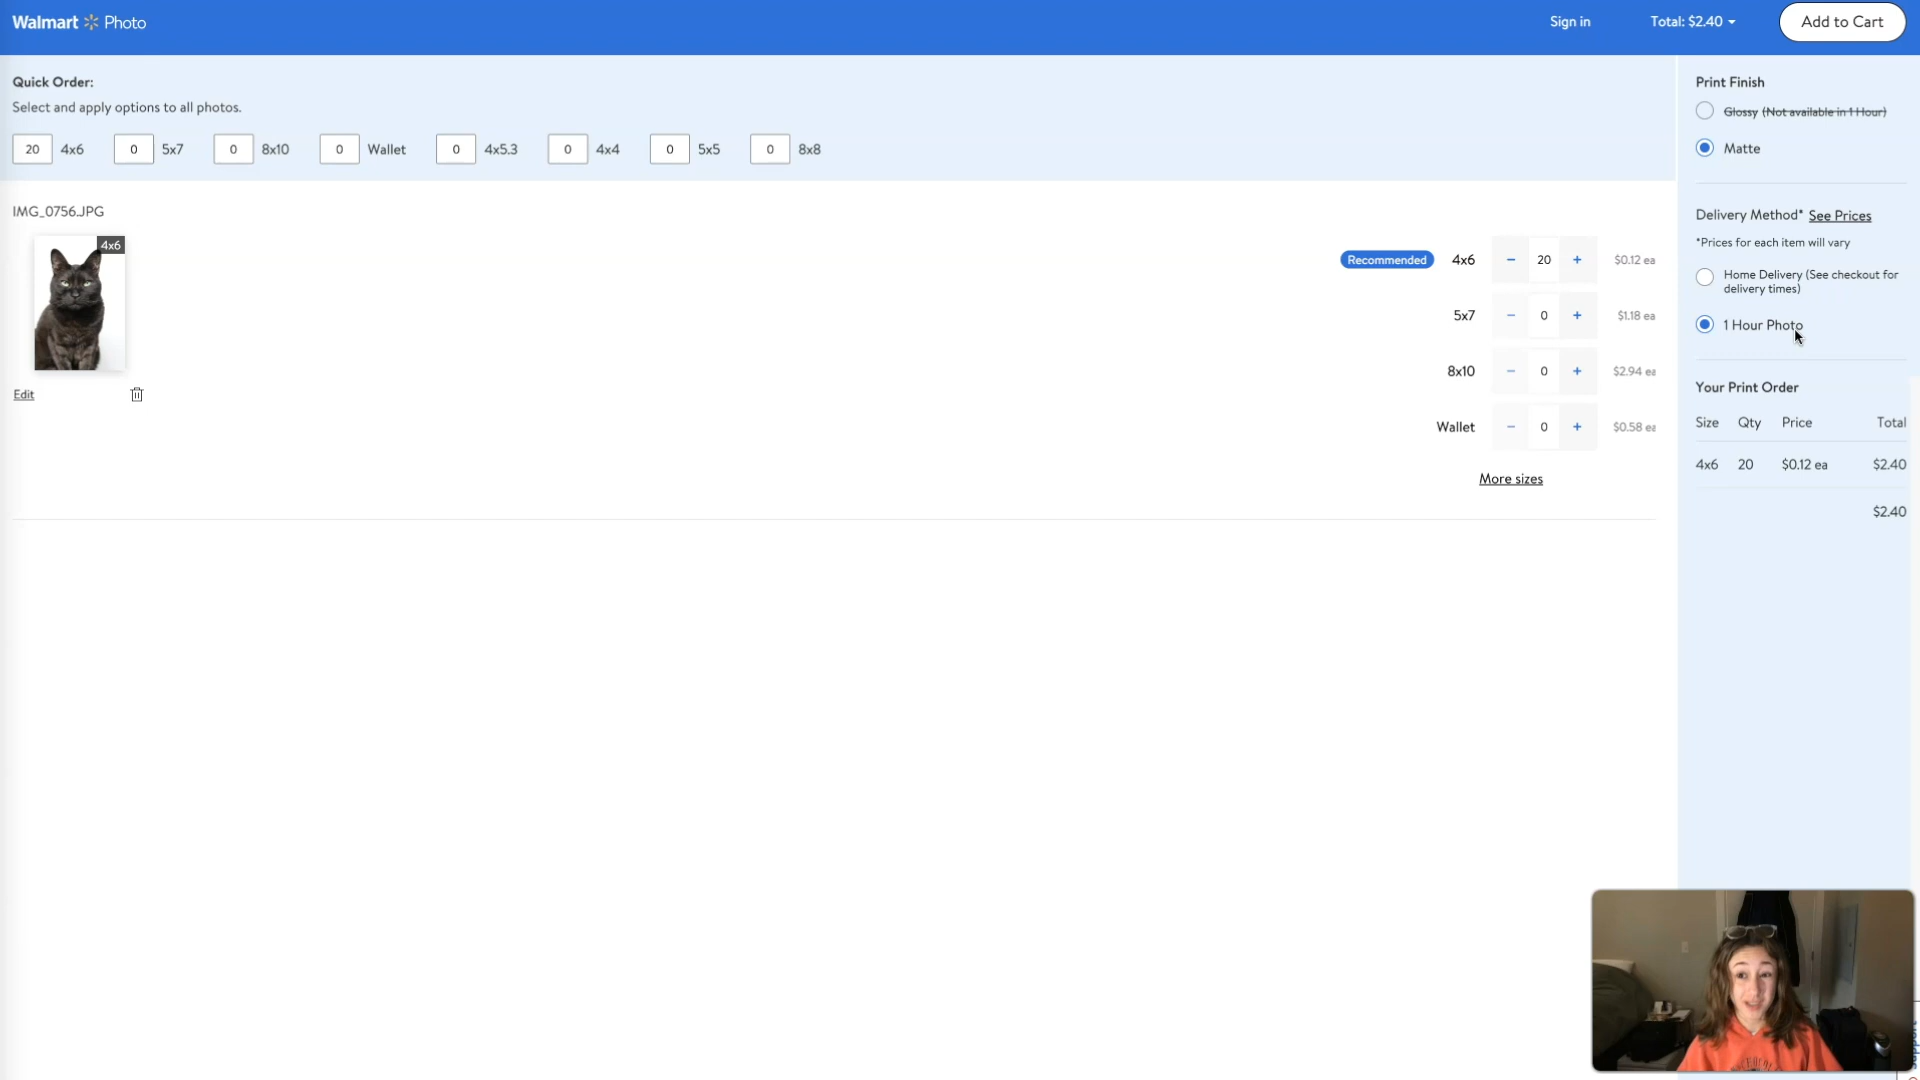 Walmart Photo
Sign in
Total: $2.40
Add to Cart
Quick Order:
Select and apply options to all photos.
20 4x6 0 5x7 0 8x10 0 Wallet 0 4x5.3 0 4x4 0 5x5 0 8x8
IMG_0756.JPG
4x6
Edit
Recommended 4x6 − 20 + $0.12 ea
5x7 − 0 + $1.18 ea
8x10 − 0 + $2.94 ea
Wallet − 0 + $0.58 ea
More sizes
Print Finish
Glossy (Not available in 1 Hour)
Matte
Delivery Method* See Prices
*Prices for each item will vary
Home Delivery (See checkout for
delivery times)
1 Hour Photo
Your Print Order
Size Qty Price Total
4x6 20 $0.12 ea $2.40
$2.40